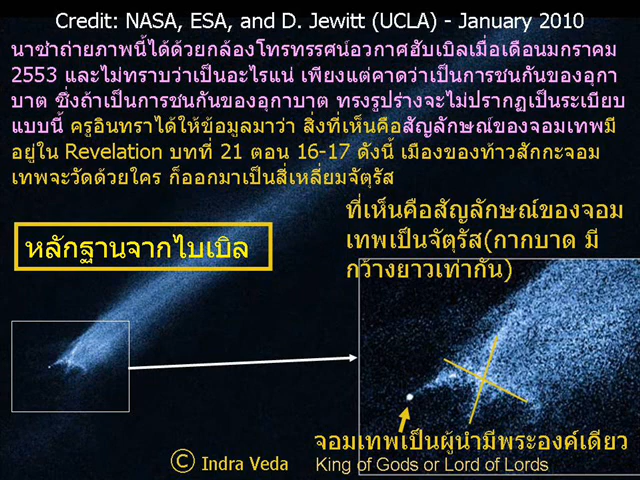 Credit: NASA, ESA, and D. Jewitt (UCLA) - January 2010
นาซ่าถ่ายภาพนี้ได้ด้วยกล้องโทรทรรศน์อวกาศฮับเบิลเมื่อเดือนมกราคม
2553 และไม่ทราบว่าเป็นอะไรแน่ เพียงแต่คาดว่าเป็นการชนกันของอุกา
บาต ซึ่งถ้าเป็นการชนกันของอุกาบาต ทรงรูปร่างจะไม่ปรากฏเป็นระเบียบ
แบบนี้ ครูอินทราได้ให้ข้อมูลมาว่า สิ่งที่เห็นคือสัญลักษณ์ของจอมเทพมี
อยู่ใน Revelation บทที่ 21 ตอน 16-17 ดังนี้ เมืองของท้าวสักกะจอม
เทพจะวัดด้วยใคร ก็ออกมาเป็นสี่เหลี่ยมจัตุรัส
ที่เห็นคือสัญลักษณ์ของจอม
เทพเป็นจัตุรัส(กากบาด มี
กว้างยาวเท่ากัน)
หลักฐานจากไบเบิล
จอมเทพเป็นผู้นำมีพระองค์เดียว
King of Gods or Lord of Lords
© Indra Veda